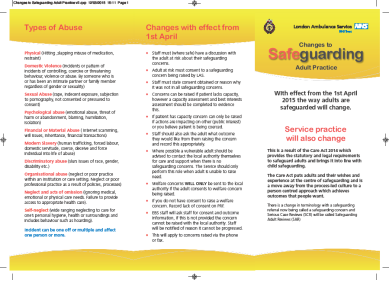 Changes to Safeguarding Adult Practice
Types of Abuse
Physical (Hitting, slapping misuse of medication,
restraint)
Domestic Violence (incidents or pattern of
incidents of controlling, coercive or threatening
behaviour, violence or abuse. By someone who is
or has been an intimate partner or family member
regardless of gender or sexuality)
Sexual Abuse (rape, indecent exposure, subjection
to pornography, not consented or pressured to
consent)
Psychological Abuse (emotional abuse, threat of
harm or abandonment, blaming, humiliation,
isolation)
Financial or Material Abuse ( internet scamming,
will issues, inheritance, financial transactions)
Modern Slavery (human trafficking, forced labour,
domestic servitude, coerce, deceive and force
individual into life of abuse)
Discriminatory abuse (slurs issues of race, gender,
disability etc.)
Organisational abuse (neglect or poor practice
within an institution or care setting, neglect or poor
professional practice as a result of policies, processes)
Neglect and acts of omission (ignoring medical,
emotional or physical care needs, failure to provide
access to appropriate health care)
Self-neglect (wide ranging neglecting to care for
ones personal hygiene, health or surroundings and
includes behaviour such as hoarding)
Incident can be one off or multiple and affect
one person or more.
Changes with effect from
1st April
Staff must (where safe) have a discussion with
the adult at risk about their safeguarding
concerns.
Adult at risk must consent to a safeguarding
concern being raised by LAS.
Staff must state consent obtained or reason why
it was not in all safeguarding concerns.
Concerns can be raised if patient lacks capacity,
however a capacity assessment and best interests
assessment should be completed to evidence
this.
If patient has capacity concern can only be raised
if actions are impacting on other (public interest)
or you believe patient is being coursed.
Staff should also ask the adult what outcome
they would like from them raising the concern
and record this appropriately.
Where possible a vulnerable adult should be
advised to contact the local authority themselves
for care and support when there is no
safeguarding concern. The service should only
perform this role when adult is unable to raise
need.
Welfare concerns WILL ONLY be sent to the local
authority if the adult consents to welfare concern
being raised.
If you do not have consent to raise a welfare
concern. Record lack of consent on PRF.
EBS staff will ask staff for consent and outcome
information, if this is not provided the concern
cannot be raised with the local authority. Staff
will be notified of reason it cannot be progressed.
This will apply to concerns raised via the phone
or fax.
London Ambulance Service NHS
NHS Trust
Changes to
Safeguarding
Adult Practice
With effect from the 1st April
2015 the way adults are
safeguarded will change.
Service practice
will also change
This is a result of the Care Act 2014 which
provides the statutory and legal requirements
to safeguard adults and brings it into line with
child safeguarding.
The Care Act puts adults and their wishes and
experience at the centre of safeguarding and is
a move away from the process led culture to a
person centred approach which achieves
outcomes that people want.
There is a change in terminology with a safeguarding
referral now being called a safeguarding concern and
Serious Case Reviews (SCR) will be called Safeguarding
Adult Reviews (SAR)